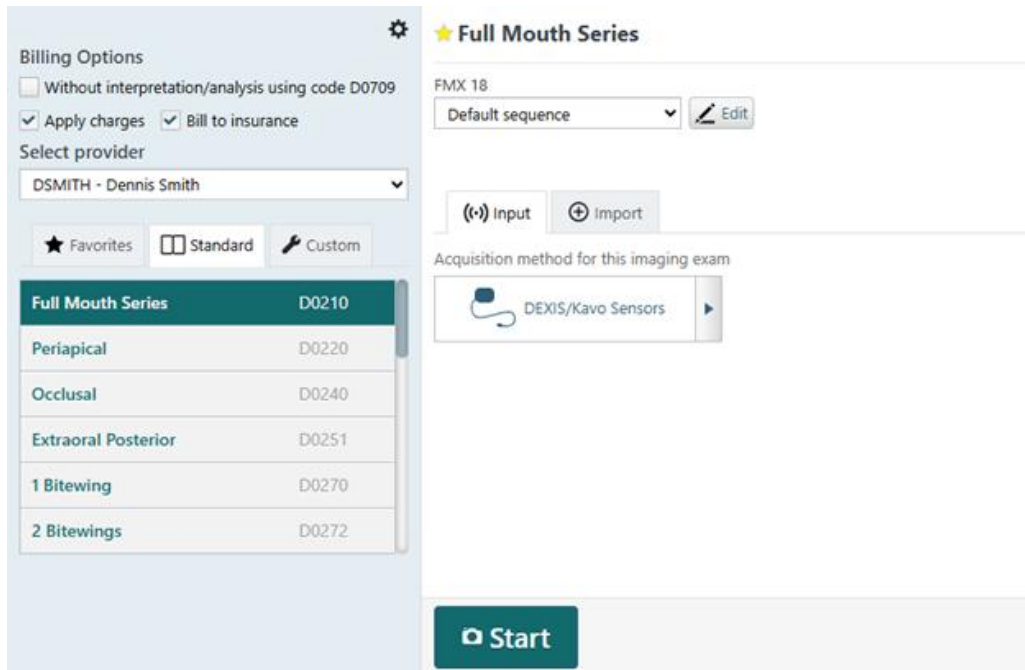 Billing Options
Without interpretation/analysis using code D0709
Apply charges Bill to insurance
Select provider
DSMITH - Dennis Smith
Favorites Standard Custom
Full Mouth Series D0210
Periapical D0220
Occlusal D0240
Extraoral Posterior D0251
1 Bitewing D0270
2 Bitewings D0272
Full Mouth Series
FMX 18
Default sequence Edit
Input Import
Acquisition method for this imaging exam
DEXIS/Kavo Sensors
Start